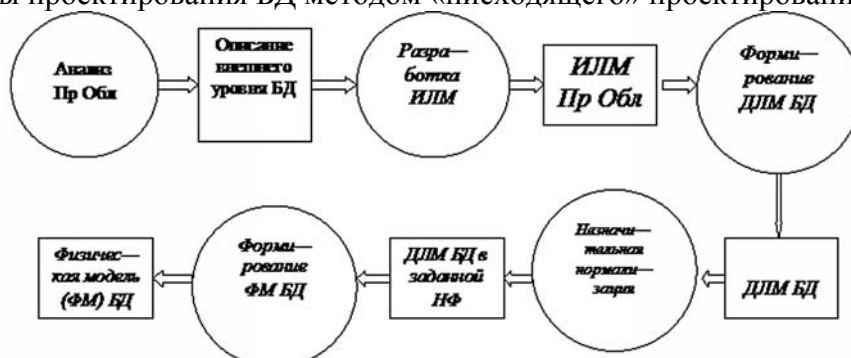 ы проектирования БД методом «нисходящего» проектирован
Анализ
Пр Обл
Описание
внешнего
уровня БД
Разра—
ботка
ИЛМ
ИЛМ
Пр Обл
Форми—
рование
ДЛМ БД
Физичес—
кая модель
(ФМ) БД
Форми—
рование
ФМ БД
ДЛМ БД в
заданной
НФ
Назначи—
тельная
нормали—
зация
ДЛМ БД